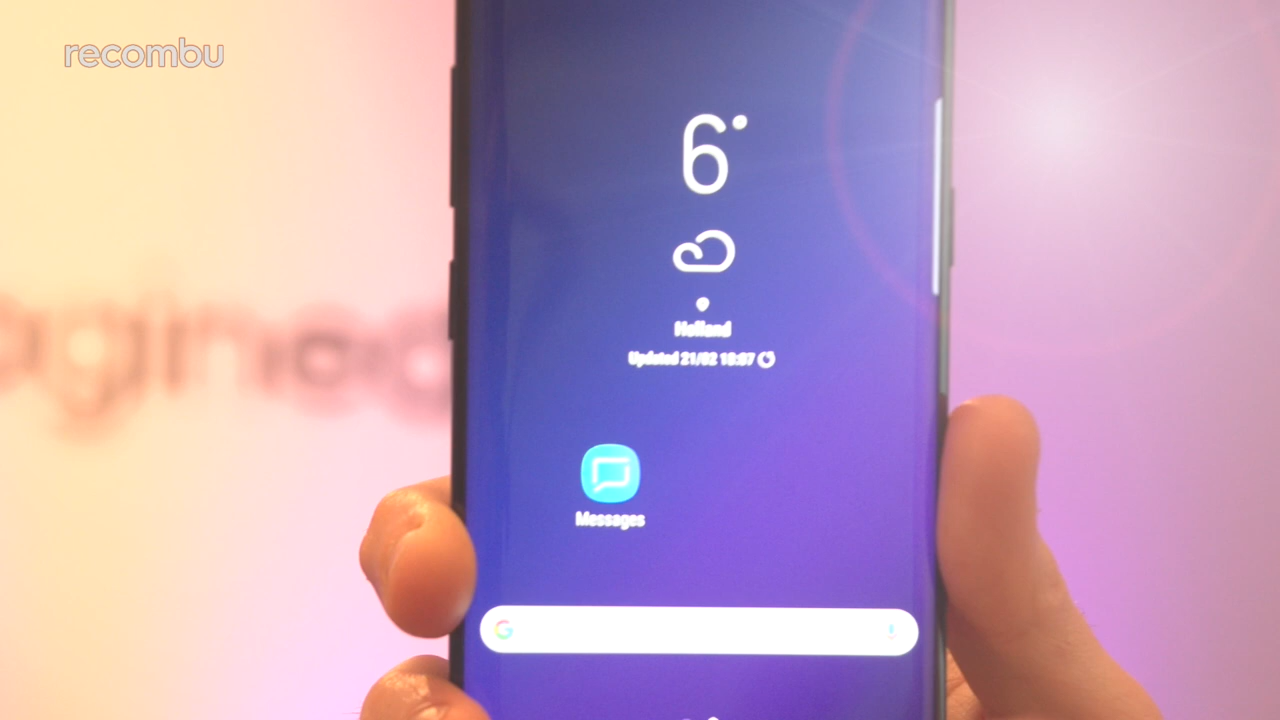 recombu
6°
Holland
Updated 21/02 18:07
Messages
G